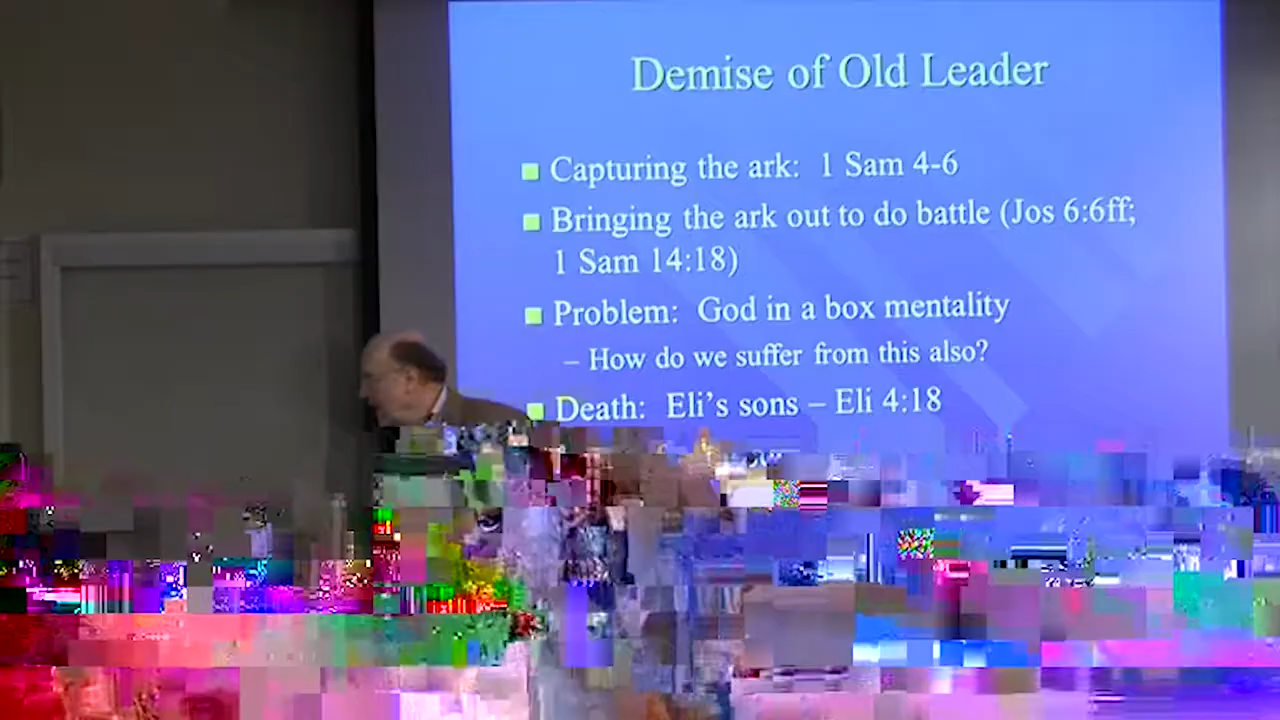 Demise of Old Leader
Capturing the ark: 1 Sam 4-6
Bringing the ark out to do battle (Jos 6:6ff;
1 Sam 14:18)
Problem: God in a box mentality
– How do we suffer from this also?
Death: Eli's sons – Eli 4:18